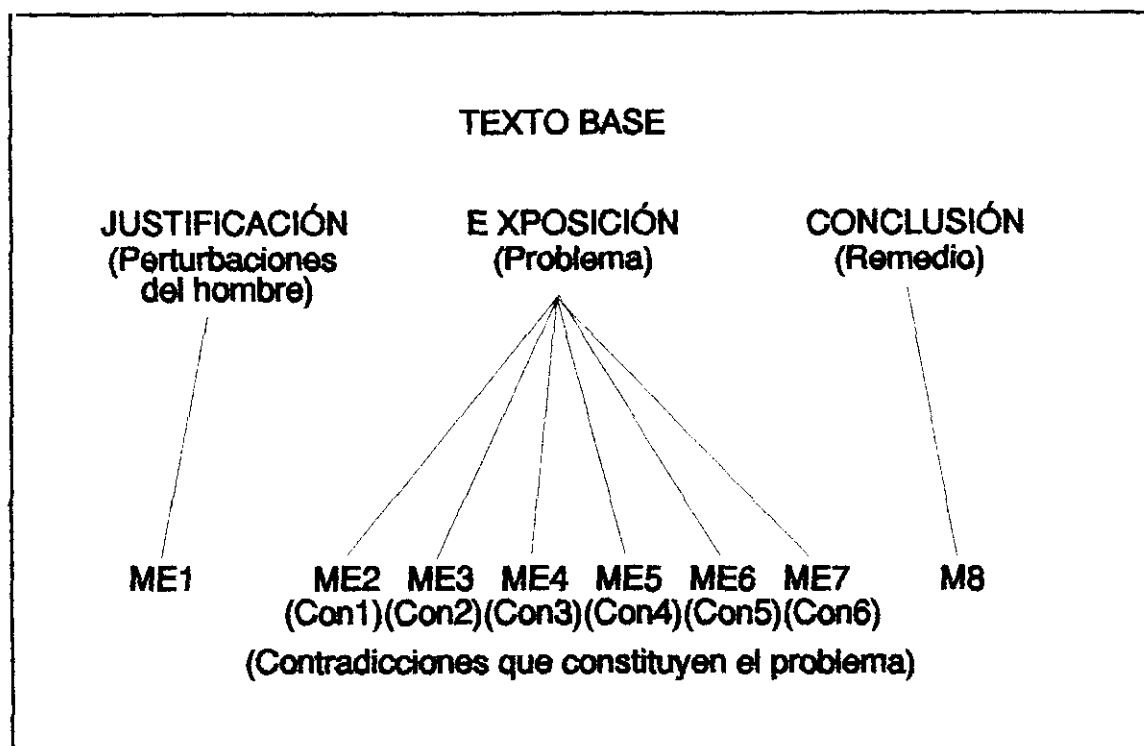 TEXTO BASE
JUSTIFICACIÓN E XPOSICIÓN CONCLUSIÓN
(Perturbaciones (Problema) (Remedio)
del hombre)
ME1 ME2 ME3 ME4 ME5 ME6 ME7 M8
(Con1)(Con2)(Con3)(Con4)(Con5)(Con6)
(Contradicciones que constituyen el problema)